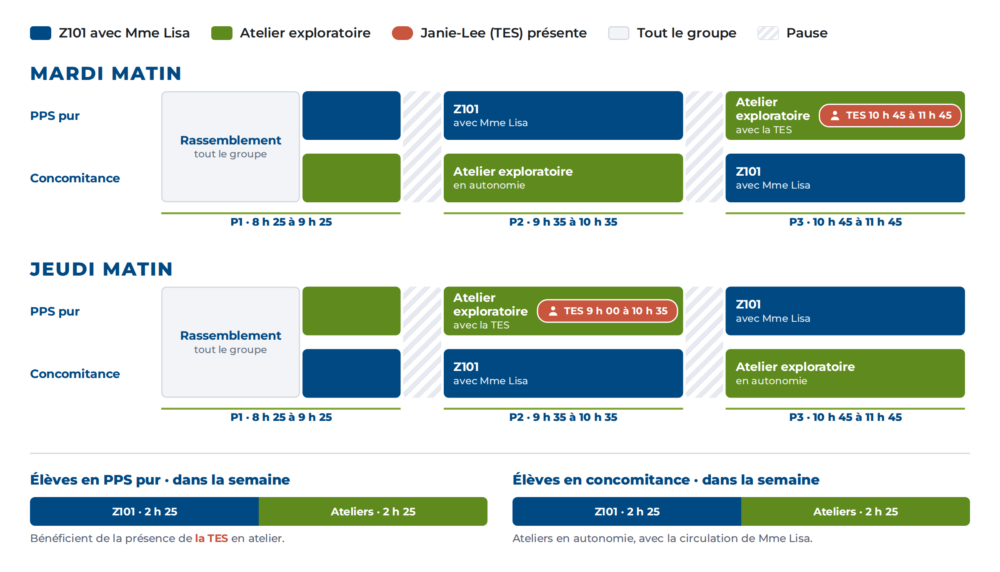 Z101 avec Mme Lisa
Atelier exploratoire
Janie-Lee (TES) présente
Tout le groupe
Pause
MARDI MATIN
PPS pur
Concomitance
Rassemblement
tout le groupe
Z101
avec Mme Lisa
Atelier exploratoire
en autonomie
Atelier
exploratoire
avec la TES
TES 10 h 45 à 11 h 45
Z101
avec Mme Lisa
P1 · 8 h 25 à 9 h 25
P2 · 9 h 35 à 10 h 35
P3 · 10 h 45 à 11 h 45
JEUDI MATIN
PPS pur
Concomitance
Rassemblement
tout le groupe
Atelier
exploratoire
avec la TES
TES 9 h 00 à 10 h 35
Z101
avec Mme Lisa
Z101
avec Mme Lisa
Atelier exploratoire
en autonomie
P1 · 8 h 25 à 9 h 25
P2 · 9 h 35 à 10 h 35
P3 · 10 h 45 à 11 h 45
Élèves en PPS pur · dans la semaine
Z101 · 2 h 25
Ateliers · 2 h 25
Bénéficient de la présence de la TES en atelier.
Élèves en concomitance · dans la semaine
Z101 · 2 h 25
Ateliers · 2 h 25
Ateliers en autonomie, avec la circulation de Mme Lisa.